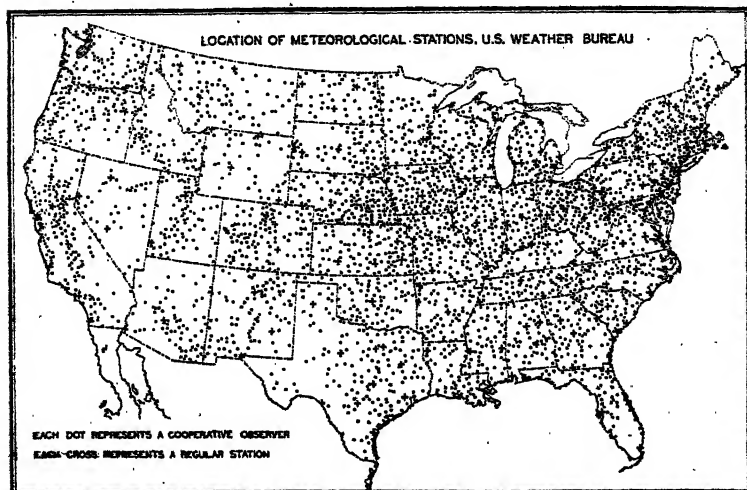 LOCATION OF METEOROLOGICAL STATIONS, U.S. WEATHER BUREAU
EACH DOT REPRESENTS A COOPERATIVE OBSERVER
EACH CROSS REPRESENTS A REGULAR STATION